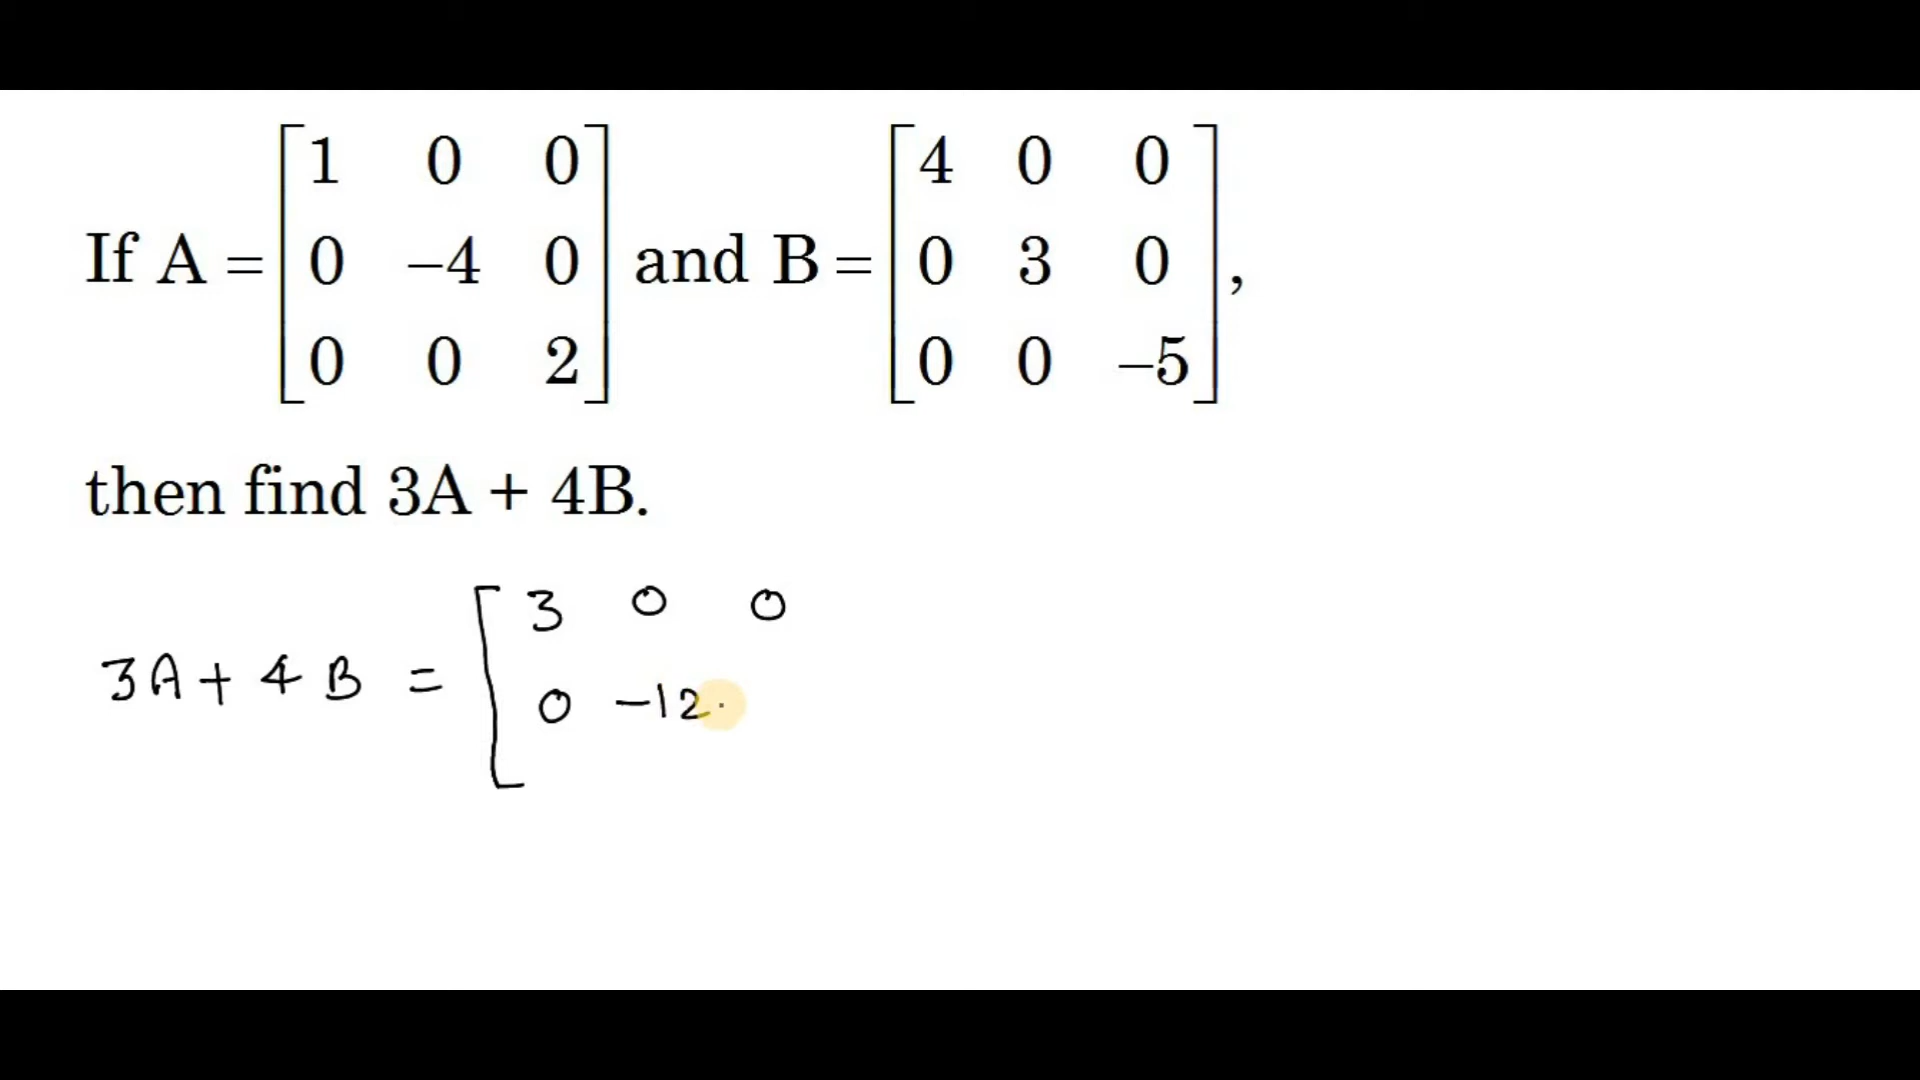 If A = [1 0 0
0 −4 0
0 0 2] and B = [4 0 0
0 3 0
0 0 −5],
then find 3A + 4B.
3A + 4B = [3 0 0
0 −12